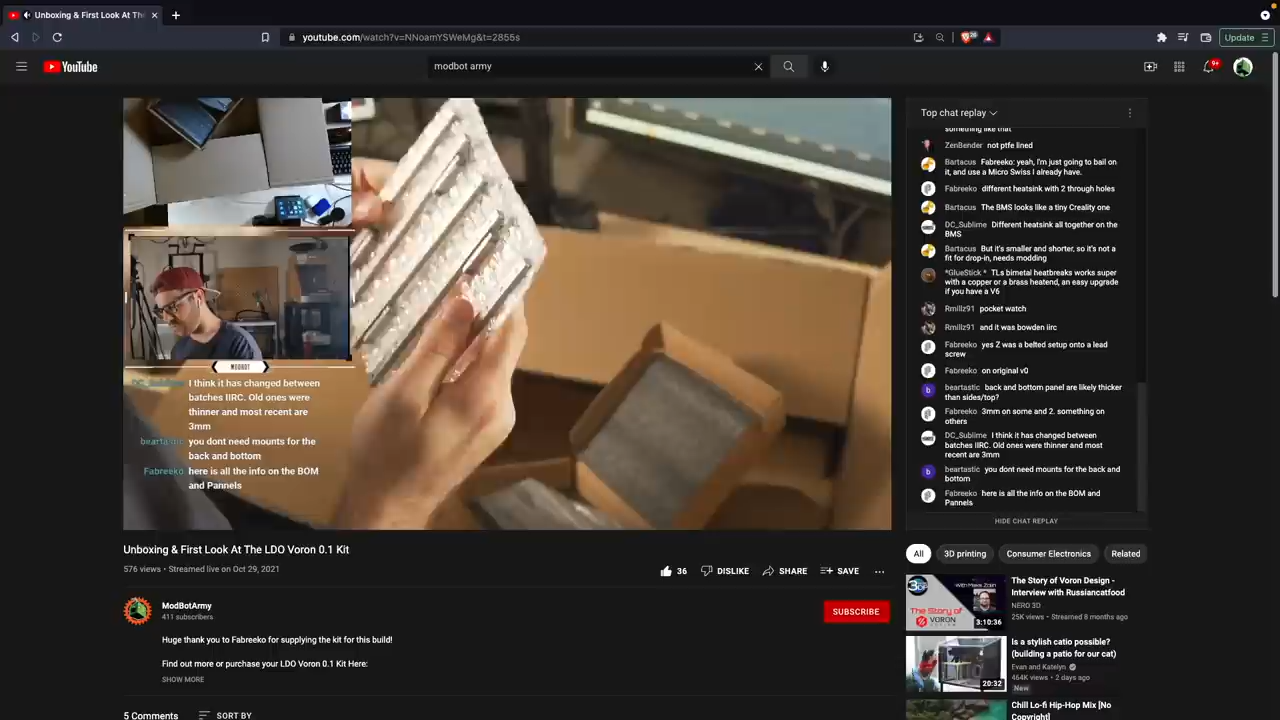 Unboxing & First Look At The
youtube.com/watch?v=NNoamYSWeMg&t=2855s
26
Update
YouTube
modbot army
9+
MODBOT
DC_Sublime I think it has changed between
batches IIRC. Old ones were
thinner and most recent are
3mm
beartastic you dont need mounts for the
back and bottom
Fabreeko here is all the info on the BOM
and Pannels
Top chat replay
something like that
ZenBender not ptfe lined
Bartacus Fabreeko: yeah, I'm just going to bail on
it, and use a Micro Swiss I already have.
Fabreeko different heatsink with 2 through holes
Bartacus The BMS looks like a tiny Creality one
DC_Sublime Different heatsink all together on the
BMS
Bartacus But it's smaller and shorter, so it's not a
fit for drop-in, needs modding
*GlueStick * TLs bimetal heatbreaks works super
with a copper or a brass heatend, an easy upgrade
if you have a V6
Rmillz91 pocket watch
Rmillz91 and it was bowden iirc
Fabreeko yes Z was a belted setup onto a lead
screw
Fabreeko on original v0
b beartastic back and bottom panel are likely thicker
than sides/top?
Fabreeko 3mm on some and 2. something on
others
DC_Sublime I think it has changed between
batches IIRC. Old ones were thinner and most
recent are 3mm
b beartastic you dont need mounts for the back and
bottom
Fabreeko here is all the info on the BOM and
Pannels
HIDE CHAT REPLAY
Unboxing & First Look At The LDO Voron 0.1 Kit
576 views • Streamed live on Oct 29, 2021
36 DISLIKE SHARE SAVE
ModBotArmy
411 subscribers
SUBSCRIBE
Huge thank you to Fabreeko for supplying the kit for this build!
Find out more or purchase your LDO Voron 0.1 Kit Here:
SHOW MORE
5 Comments SORT BY
All 3D printing Consumer Electronics Related
The Story of
3:10:36
The Story of Voron Design -
Interview with Russiancatfood
NERO 3D
25K views • Streamed 8 months ago
20:32
Is a stylish catio possible?
(building a patio for our cat)
Evan and Katelyn
464K views • 2 days ago
New
Chill Lo-fi Hip-Hop Mix [No
Copyright]